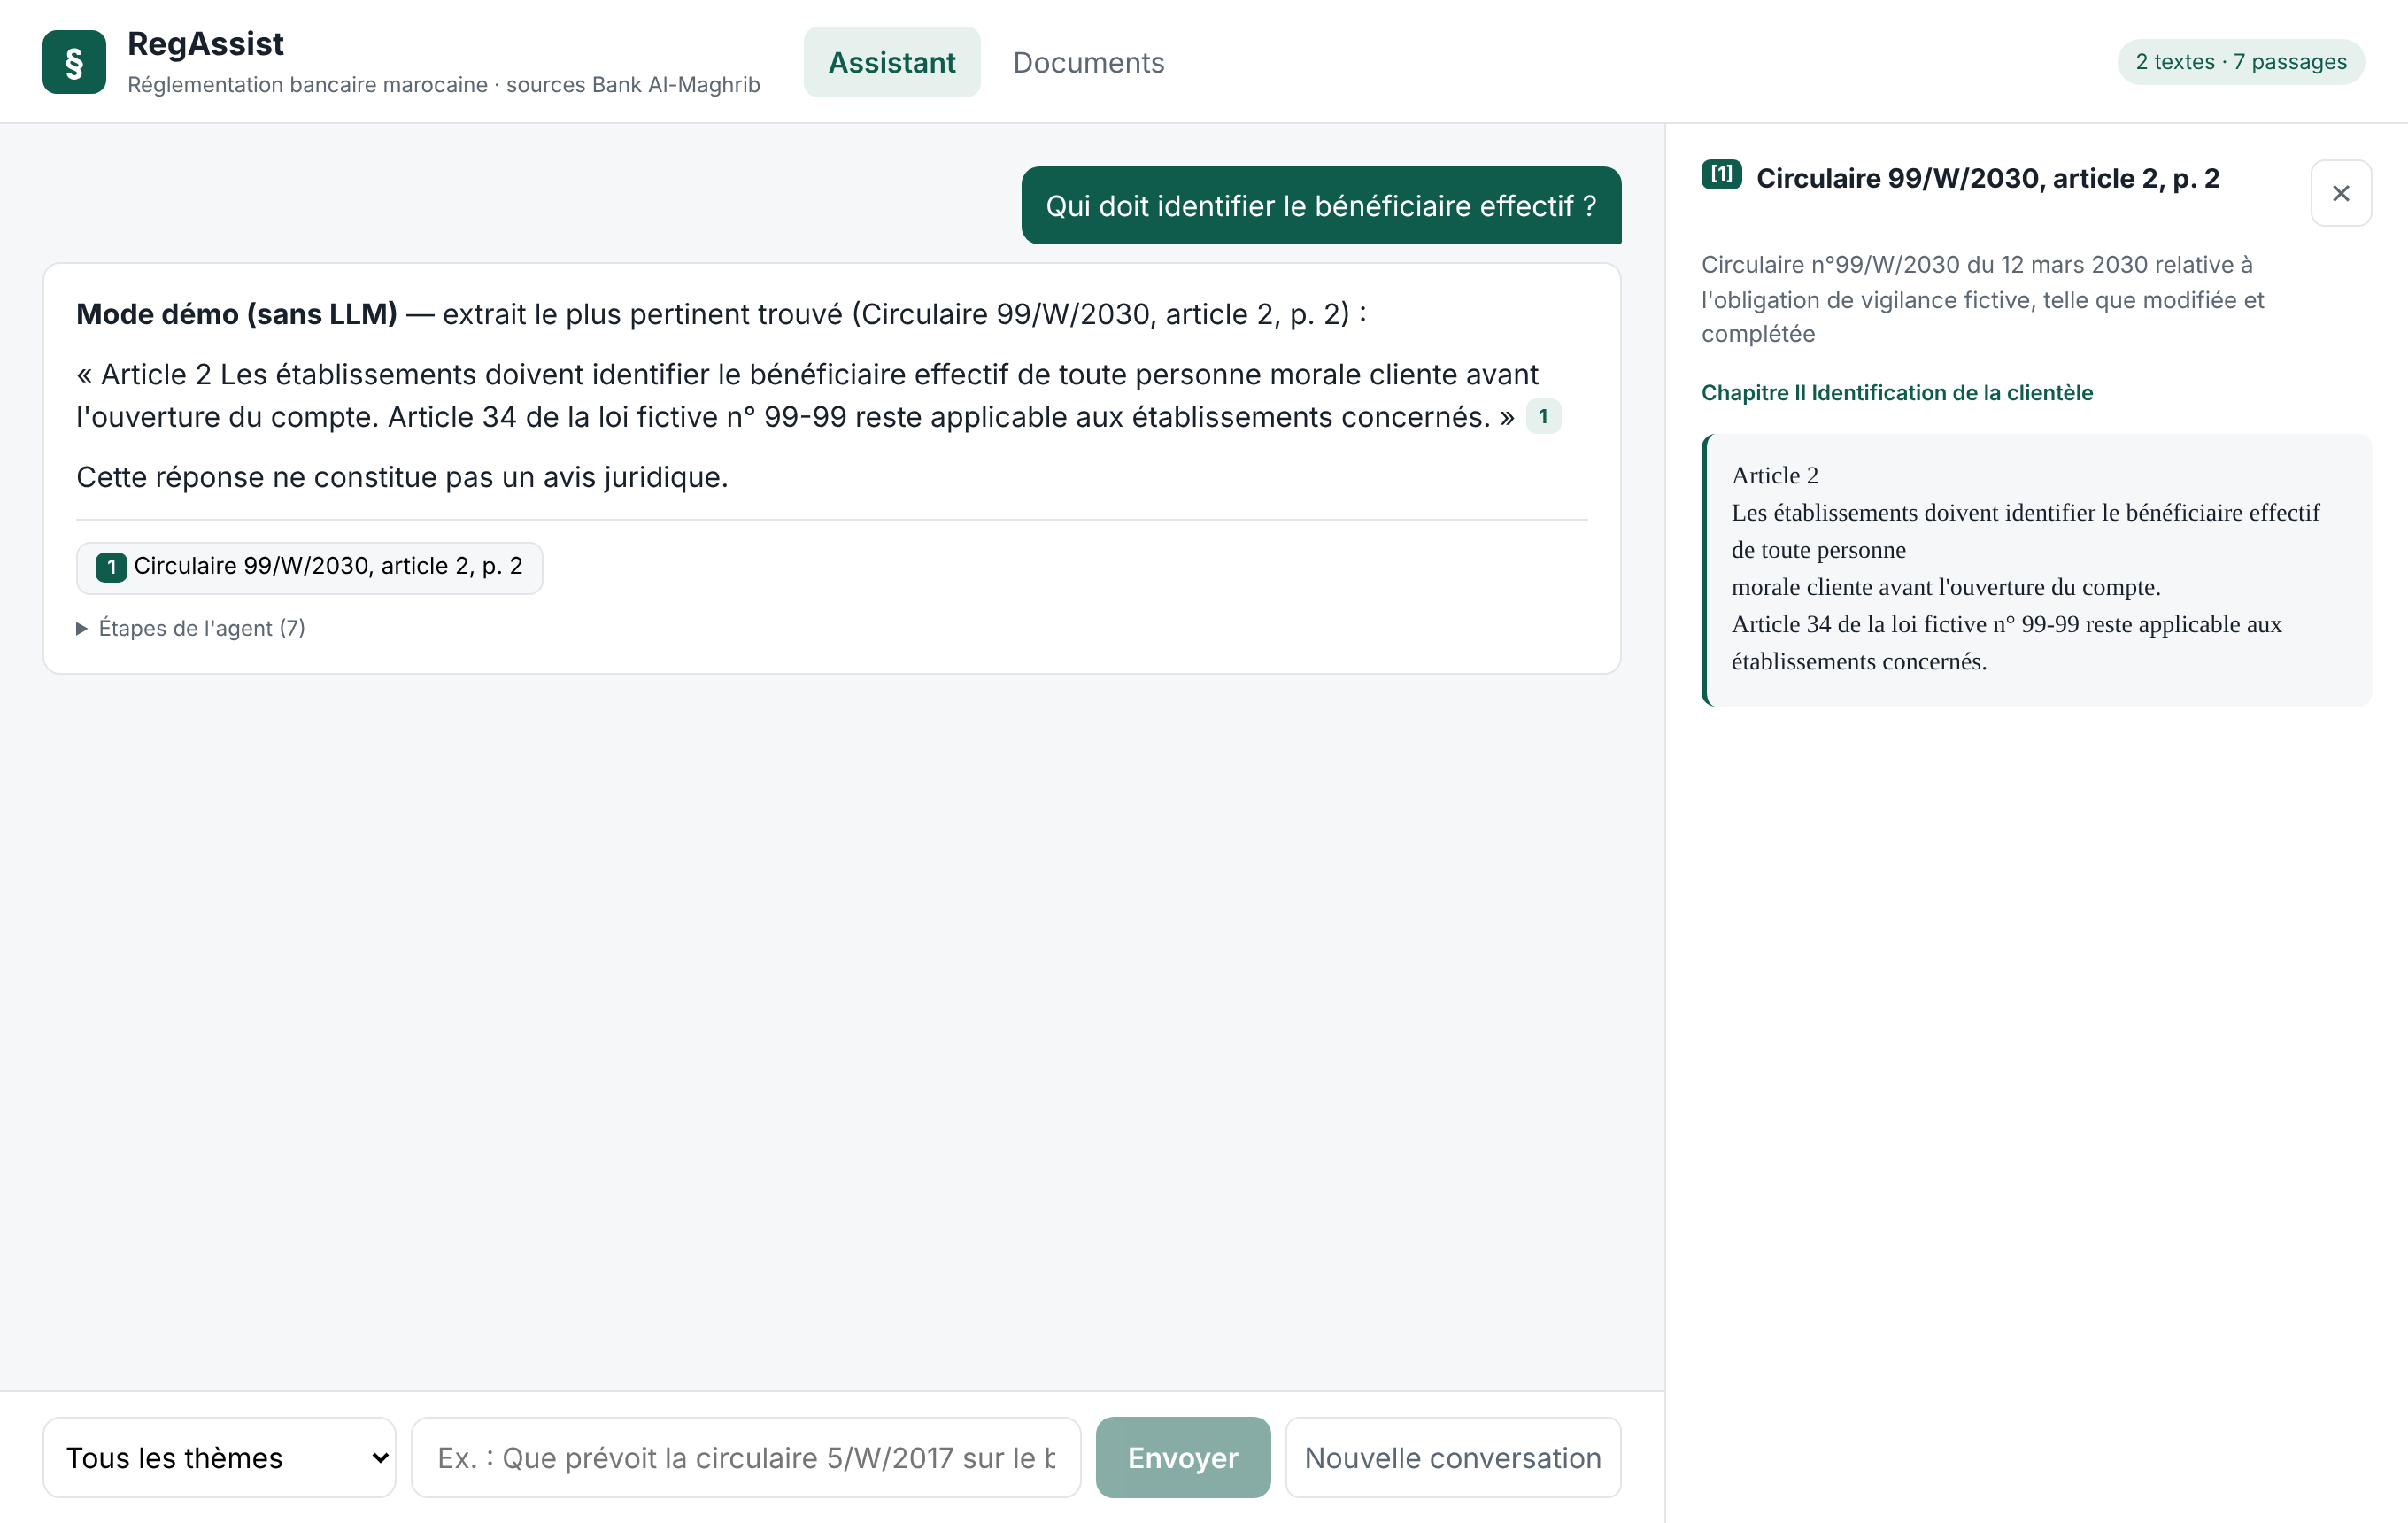 §
RegAssist
Réglementation bancaire marocaine · sources Bank Al-Maghrib
Assistant
Documents
2 textes · 7 passages
Qui doit identifier le bénéficiaire effectif ?
Mode démo (sans LLM) — extrait le plus pertinent trouvé (Circulaire 99/W/2030, article 2, p. 2) :
« Article 2 Les établissements doivent identifier le bénéficiaire effectif de toute personne morale cliente avant
l'ouverture du compte. Article 34 de la loi fictive n° 99-99 reste applicable aux établissements concernés. » 1
Cette réponse ne constitue pas un avis juridique.
1 Circulaire 99/W/2030, article 2, p. 2
Étapes de l'agent (7)
Tous les thèmes
Ex. : Que prévoit la circulaire 5/W/2017 sur le
Envoyer
Nouvelle conversation
[1] Circulaire 99/W/2030, article 2, p. 2
Circulaire n°99/W/2030 du 12 mars 2030 relative à
l'obligation de vigilance fictive, telle que modifiée et
complétée
Chapitre II Identification de la clientèle
Article 2
Les établissements doivent identifier le bénéficiaire effectif
de toute personne
morale cliente avant l'ouverture du compte.
Article 34 de la loi fictive n° 99-99 reste applicable aux
établissements concernés.